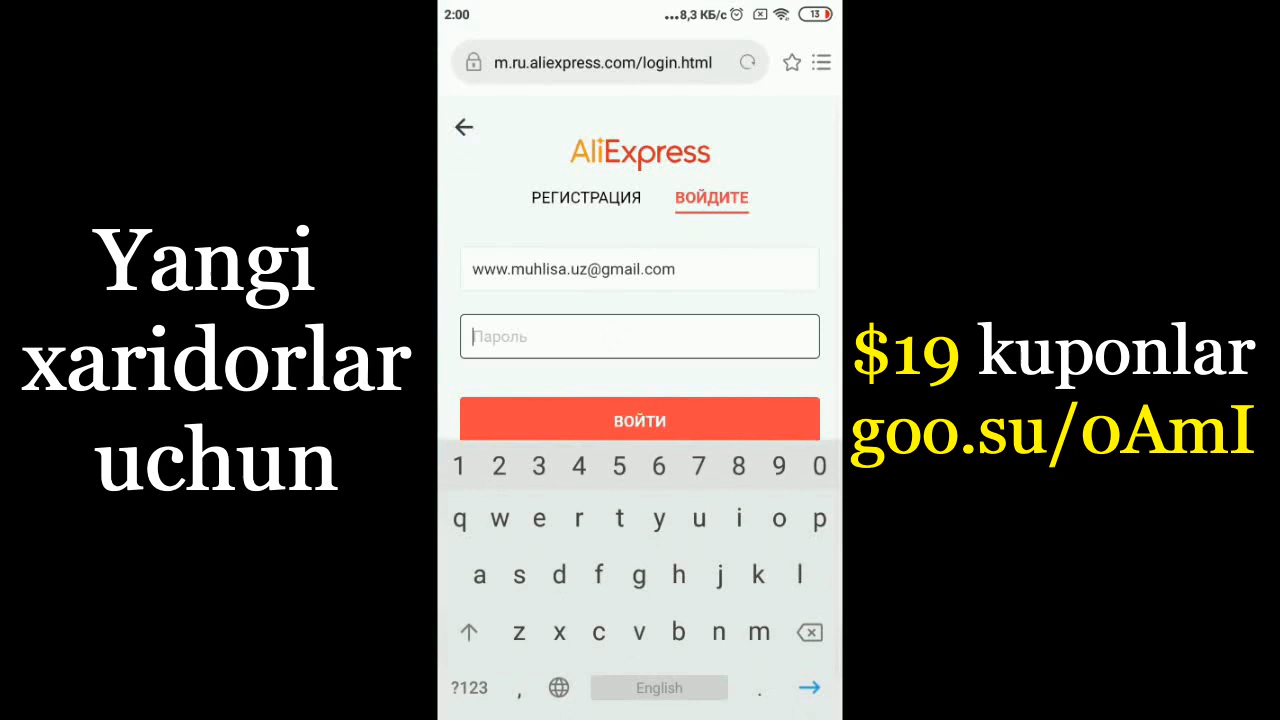 Yangi
xaridorlar
uchun
2:00 ...8,3 КБ/с 13
m.ru.aliexpress.com/login.html
AliExpress
РЕГИСТРАЦИЯ ВОЙДИТЕ
www.muhlisa.uz@gmail.com
Пароль
ВОЙТИ
1 2 3 4 5 6 7 8 9 0
q w e r t y u i o p
a s d f g h j k l
z x c v b n m
?123 , English .
$19 kuponlar
goo.su/0AmI